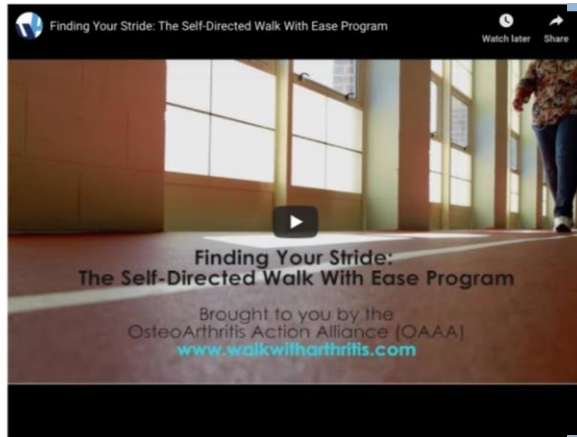 Finding Your Stride: The Self-Directed Walk With Ease Program
Watch later
Share
Finding Your Stride:
The Self-Directed Walk With Ease Program
Brought to you by the
OsteoArthritis Action Alliance (OAAA)
www.walkwitharthritis.com